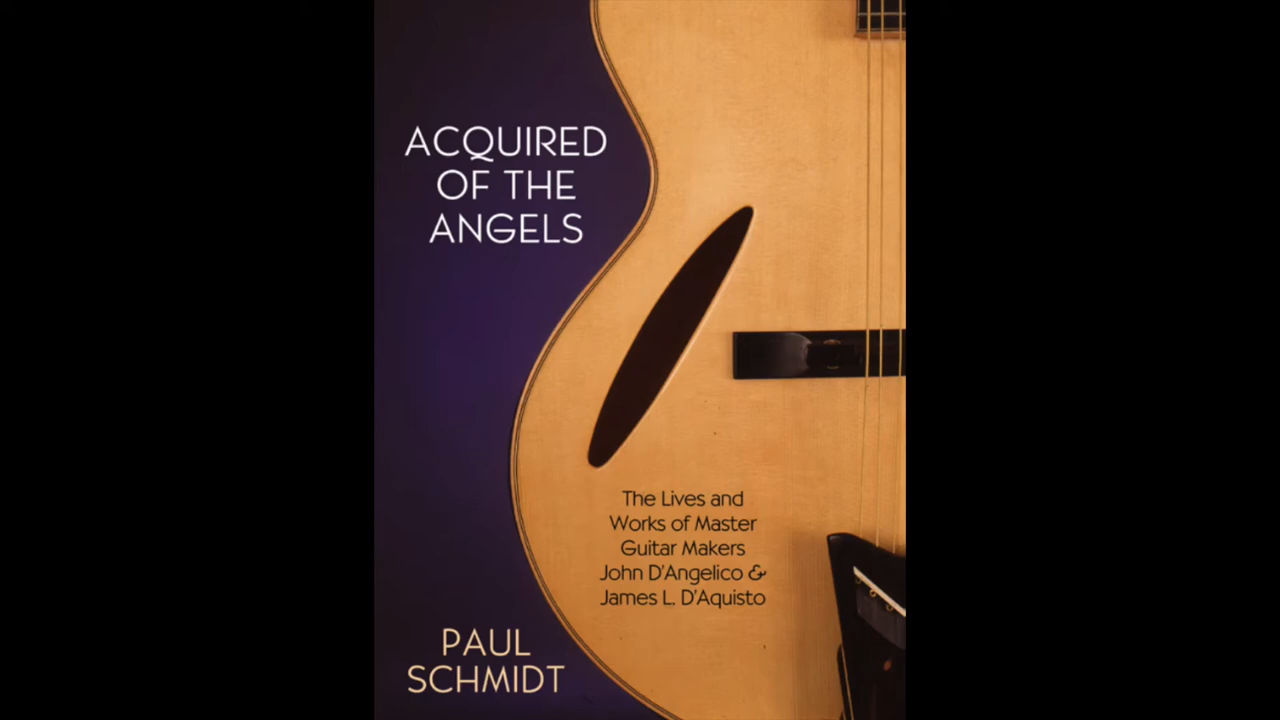 ACQUIRED
OF THE
ANGELS
The Lives and
Works of Master
Guitar Makers
John D'Angelico &
James L. D'Aquisto
PAUL
SCHMIDT